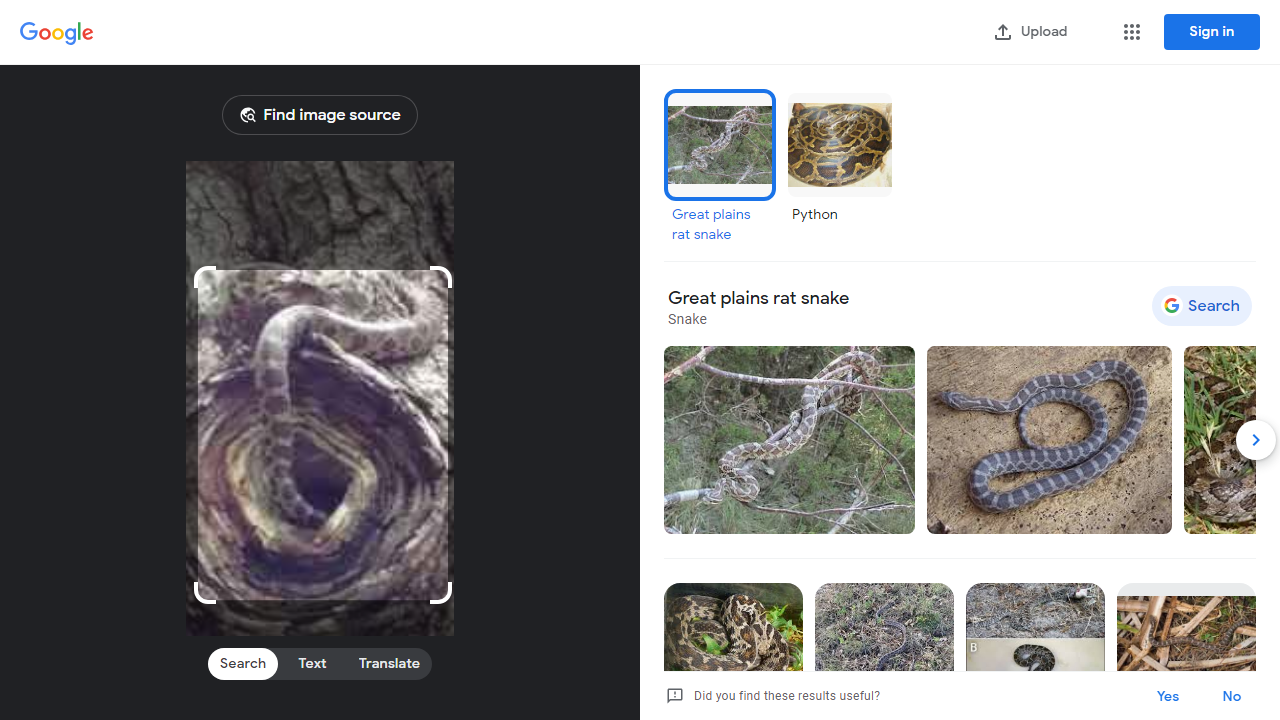 Google
Upload
Sign in
Find image source
Great plains
rat snake
Python
Great plains rat snake
Snake
Search
B
Search
Text
Translate
Did you find these results useful?
Yes
No